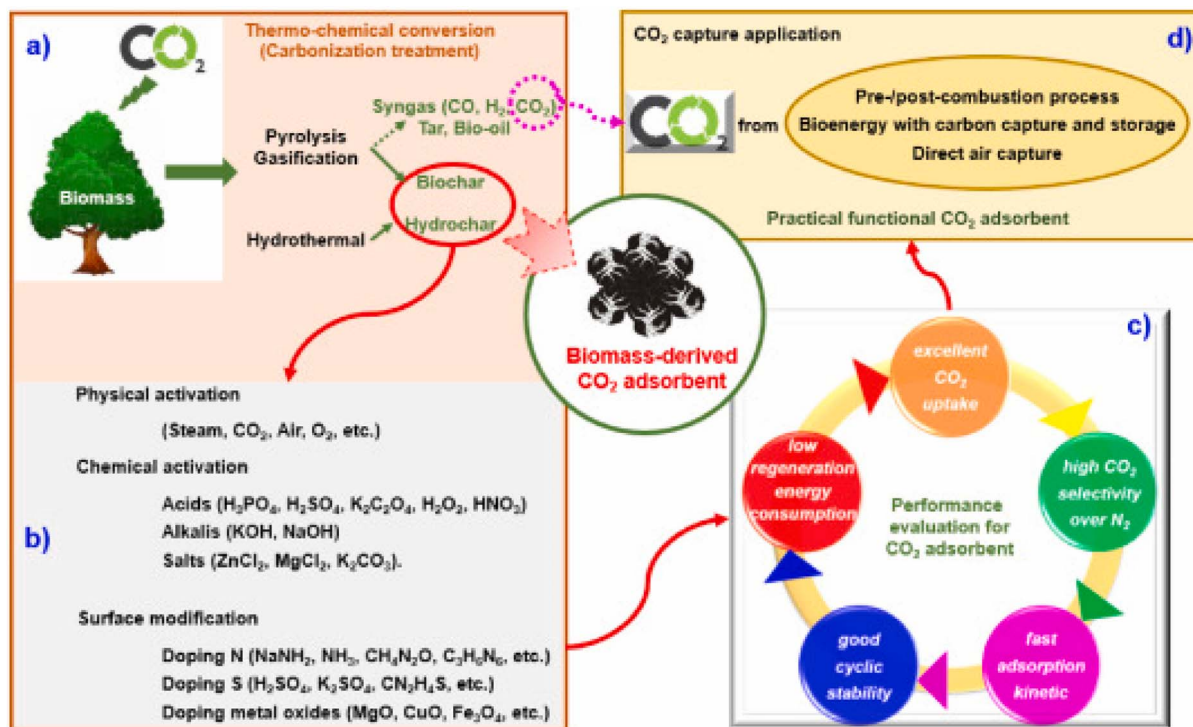 a)
CO2
Biomass
Thermo-chemical conversion
(Carbonization treatment)
Syngas (CO, H2, CO2)
Tar, Bio-oil
Pyrolysis
Gasification
Biochar
Hydrothermal
Hydrochar
Biomass-derived
CO2 adsorbent
d)
CO2 capture application
CO2 from
Pre-/post-combustion process
Bioenergy with carbon capture and storage
Direct air capture
Practical functional CO2 adsorbent
b)
Physical activation
(Steam, CO2, Air, O2, etc.)
Chemical activation
Acids (H3PO4, H2SO4, K2C2O4, H2O2, HNO3)
Alkalis (KOH, NaOH)
Salts (ZnCl2, MgCl2, K2CO3).
Surface modification
Doping N (NaNH2, NH3, CH4N2O, C3H6N6, etc.)
Doping S (H2SO4, K2SO4, CN2H4S, etc.)
Doping metal oxides (MgO, CuO, Fe3O4, etc.)
c)
excellent
CO2
uptake
high CO2
selectivity
over N2
fast
adsorption
kinetic
good
cyclic
stability
low
regeneration
energy
consumption
Performance
evaluation for
CO2 adsorbent